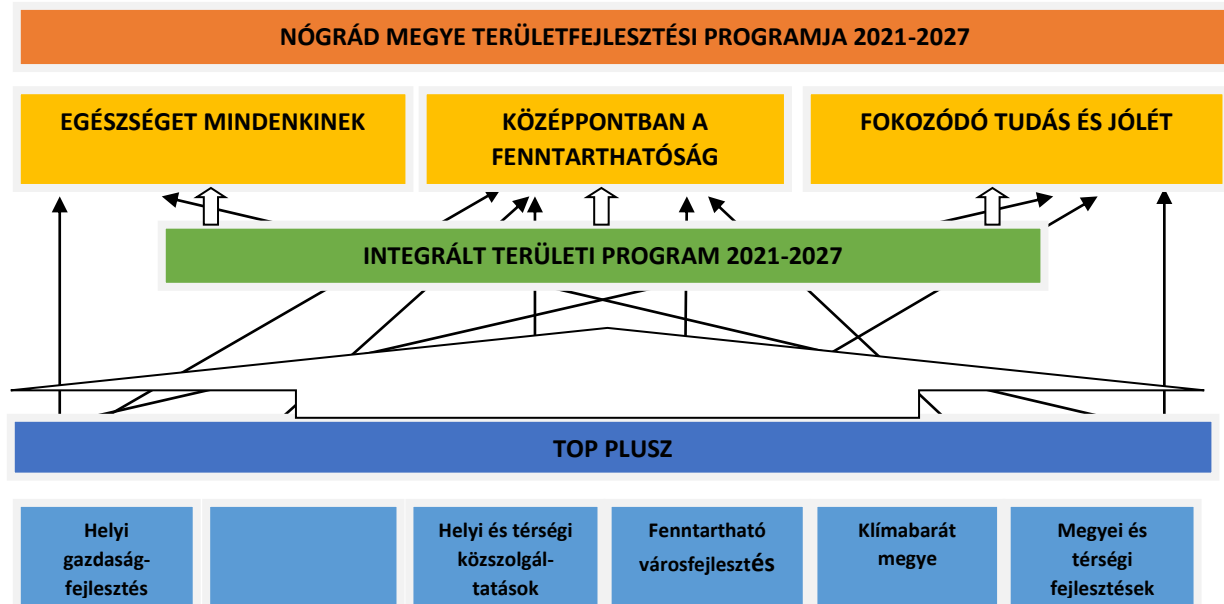 NÓGRÁD MEGYE TERÜLETFEJLESZTÉSI PROGRAMJA 2021-2027
EGÉSZSÉGET MINDENKINEK
KÖZÉPPONTBAN A
FENNTARTHATÓSÁG
FOKOZÓDÓ TUDÁS ÉS JÓLÉT
INTEGRÁLT TERÜLETI PROGRAM 2021-2027
TOP PLUSZ
Helyi
gazdaság-
fejlesztés
Helyi és térségi
közszolgál-
tatások
Fenntartható
városfejlesztés
Klímabarát
megye
Megyei és
térségi
fejlesztések